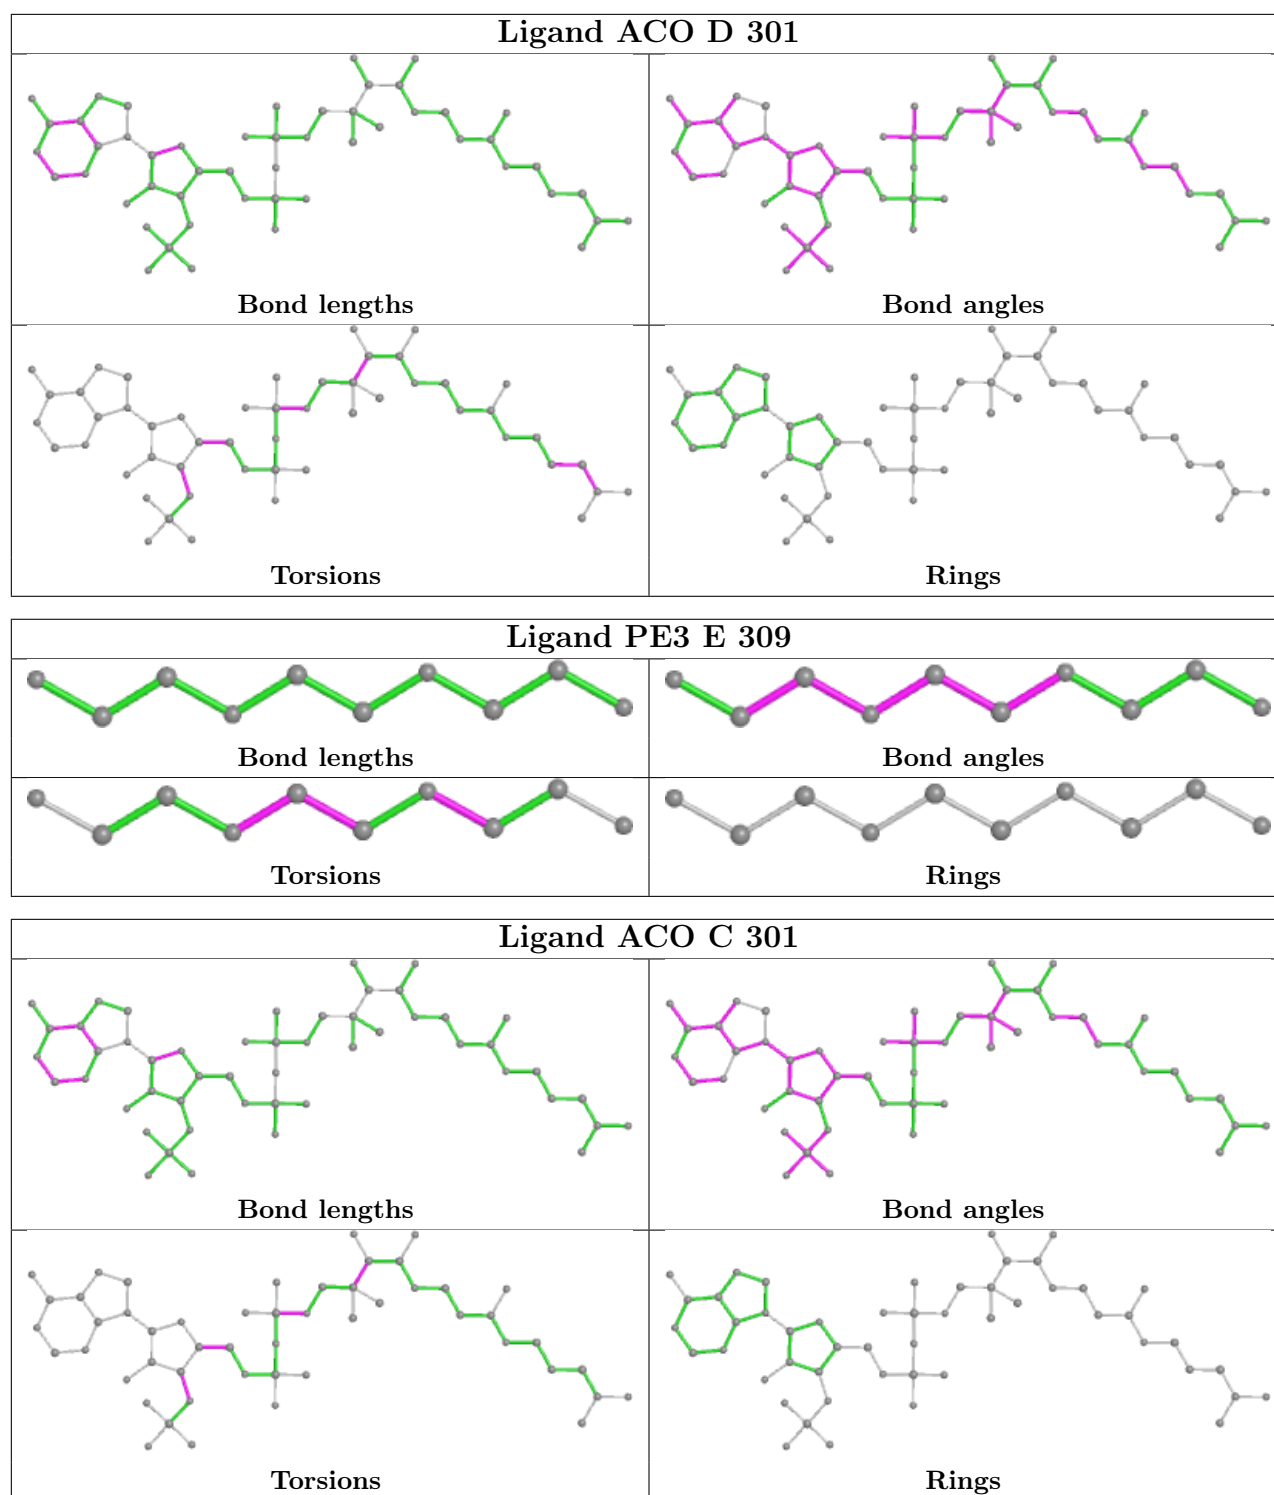 Ligand ACO D 301
Bond lengths
Bond angles
Torsions
Rings
Ligand PE3 E 309
Bond lengths
Bond angles
Torsions
Rings
Ligand ACO C 301
Bond lengths
Bond angles
Torsions
Rings